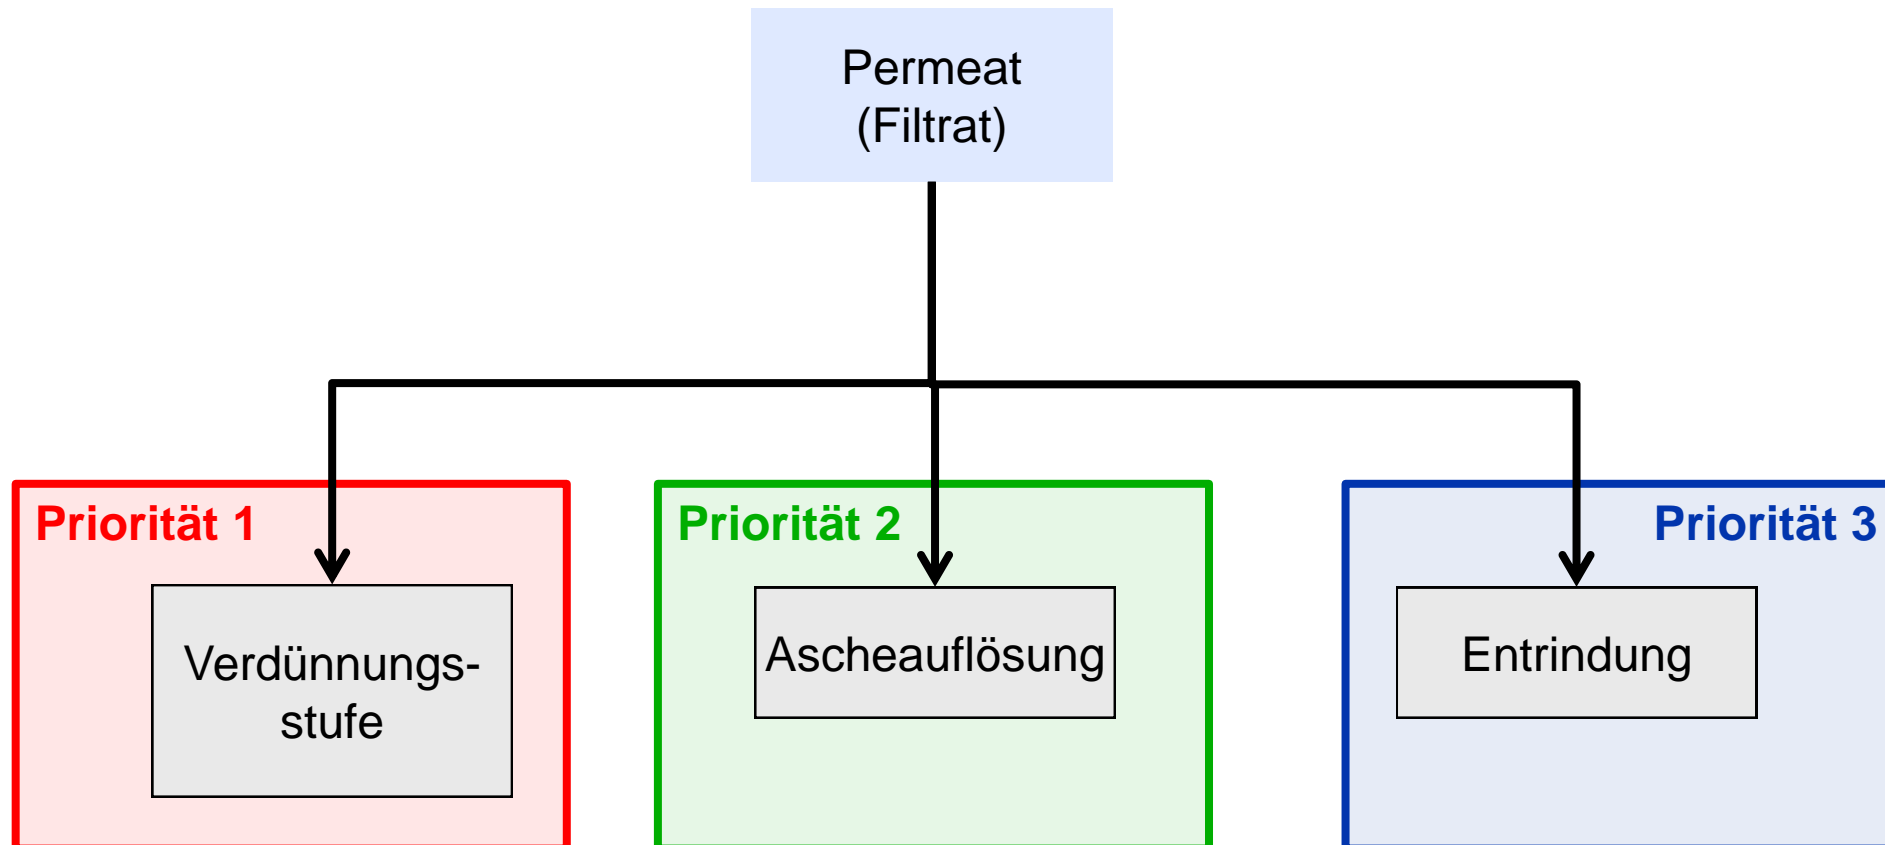 Permeat
(Filtrat)
Priorität 1
Priorität 2
Priorität 3
Verdünnungs-
stufe
Ascheauflösung
Entrindung